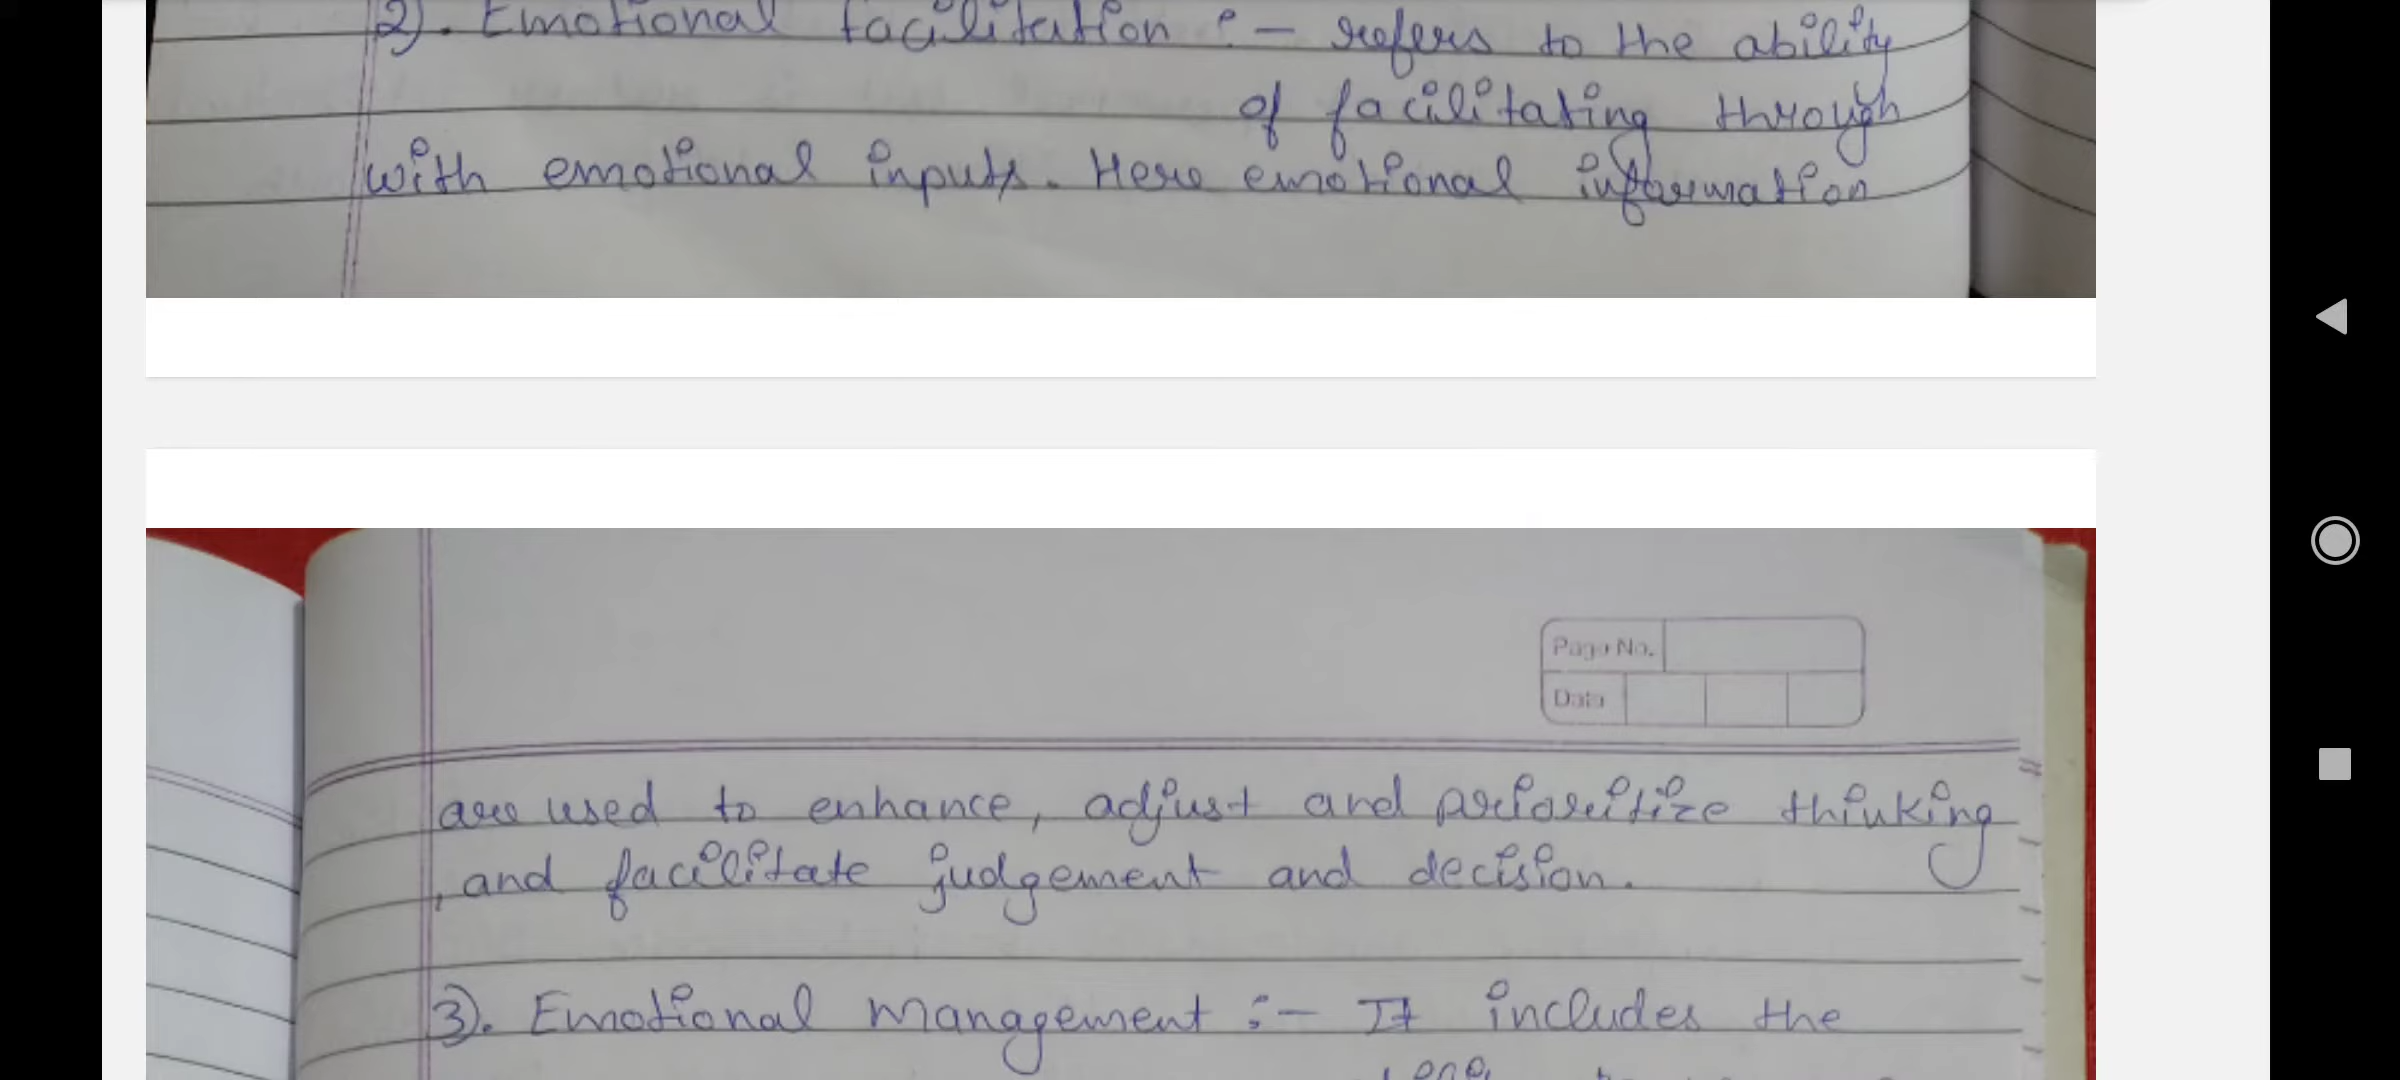 2). Emotional facilitation :- refers to the ability
of facilitating through
with emotional inputs. Here emotional information
Page No.
Date
are used to enhance, adjust and prioritize thinking
, and facilitate judgement and decision.
3). Emotional management :- It includes the